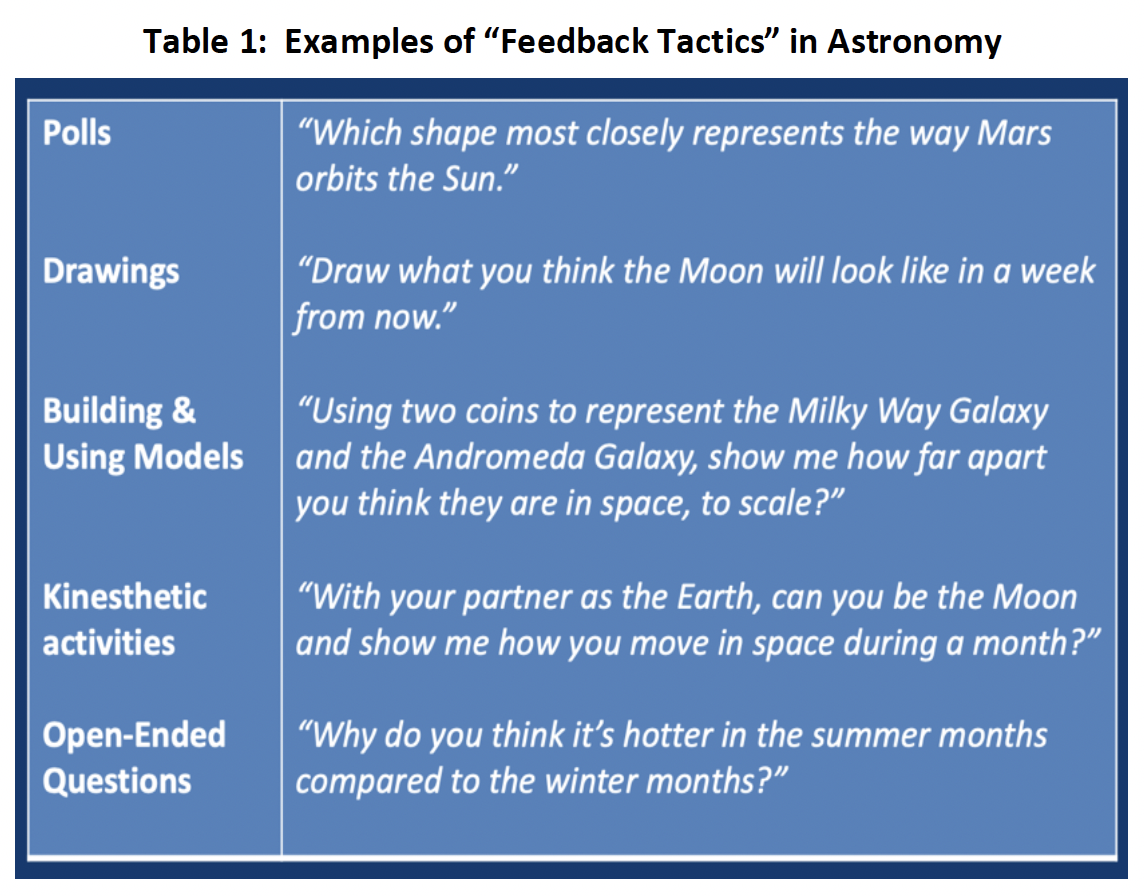 Table 1:  Examples of “Feedback Tactics” in Astronomy
Polls
“Which shape most closely represents the way Mars
orbits the Sun.”
Drawings
“Draw what you think the Moon will look like in a week
from now.”
Building &
Using Models
“Using two coins to represent the Milky Way Galaxy
and the Andromeda Galaxy, show me how far apart
you think they are in space, to scale?”
Kinesthetic
activities
“With your partner as the Earth, can you be the Moon
and show me how you move in space during a month?”
Open-Ended
Questions
“Why do you think it’s hotter in the summer months
compared to the winter months?”